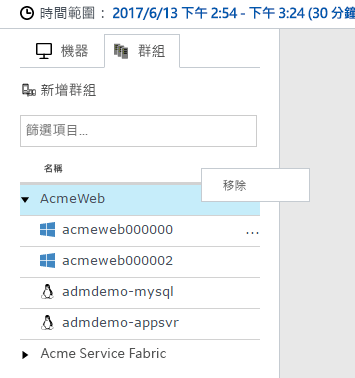 時間範圍： 2017/6/13 下午 2:54 - 下午 3:24 (30 分鐘
機器 群組
新增群組
篩選項目...
名稱
移除
AcmeWeb
acmeweb000000 ...
acmeweb000002
admdemo-mysql
admdemo-appsvr
Acme Service Fabric